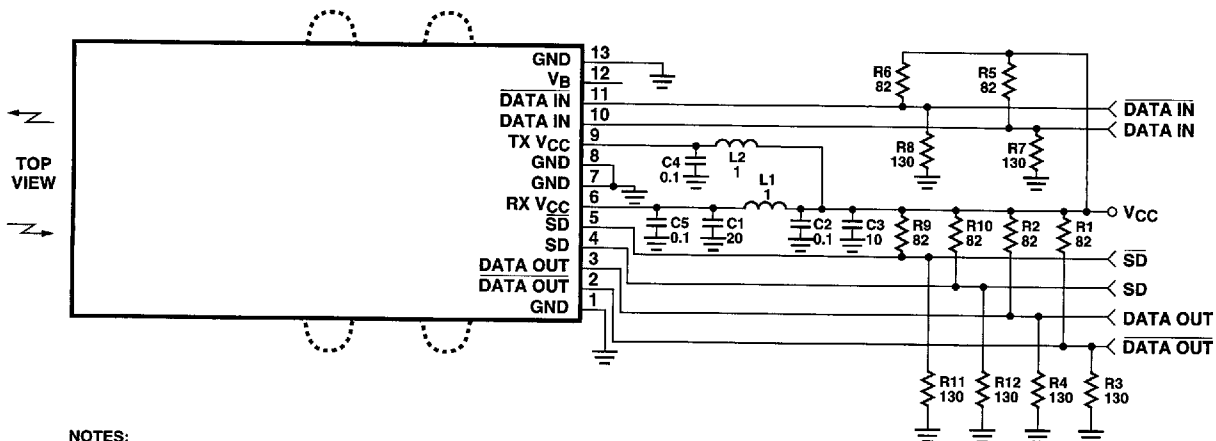 TOP
VIEW
GND 13
VB 12
DATA IN 11
DATA IN 10
TX VCC 9
GND 8
GND 7
RX VCC 6
SD 5
SD 4
DATA OUT 3
DATA OUT 2
GND 1
R6
82
R5
82
DATA IN
DATA IN
R8
130
R7
130
C4
0.1
L2
1
L1
1
C5
0.1
C1
20
C2
0.1
C3
10
R9
82
R10
82
R2
82
R1
82
VCC
SD
SD
DATA OUT
DATA OUT
R11
130
R12
130
R4
130
R3
130
NOTES: